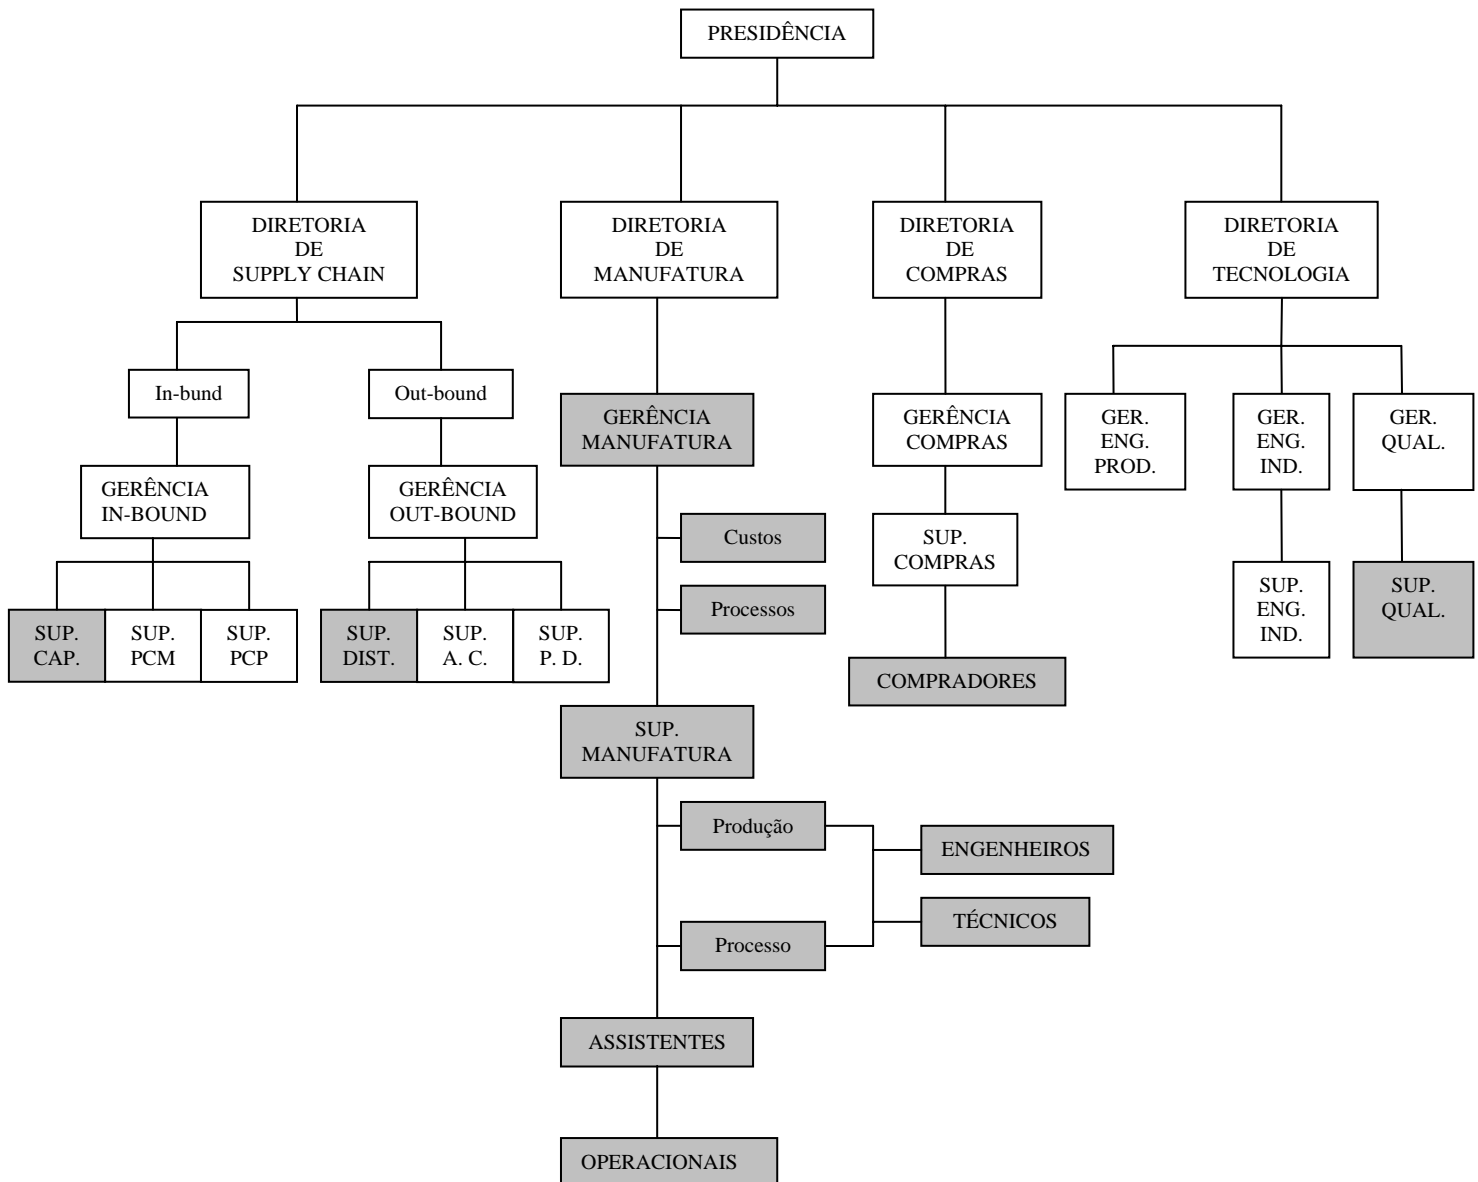 PRESIDÊNCIA
DIRETORIA
DE
SUPPLY CHAIN
DIRETORIA
DE
MANUFATURA
DIRETORIA
DE
COMPRAS
DIRETORIA
DE
TECNOLOGIA
In-bund
Out-bound
GERÊNCIA
MANUFATURA
GERÊNCIA
COMPRAS
GER.
ENG.
PROD.
GER.
ENG.
IND.
GER.
QUAL.
GERÊNCIA
IN-BOUND
GERÊNCIA
OUT-BOUND
Custos
SUP.
COMPRAS
Processos
SUP.
CAP.
SUP.
PCM
SUP.
PCP
SUP.
DIST.
SUP.
A. C.
SUP.
P. D.
SUP.
ENG.
IND.
SUP.
QUAL.
COMPRADORES
SUP.
MANUFATURA
Produção
ENGENHEIROS
TÉCNICOS
Processo
ASSISTENTES
OPERACIONAIS